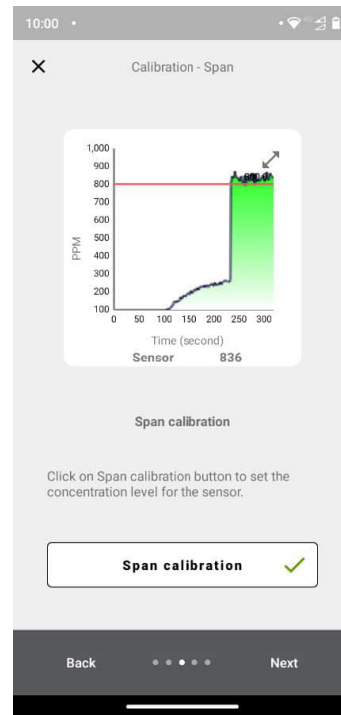 10:00
Calibration - Span
1,000
900
800
700
600
500
400
300
200
100
PPM
0 50 100 150 200 250 300
Time (second)
Sensor 836
Span calibration
Click on Span calibration button to set the
concentration level for the sensor.
Span calibration
Back Next